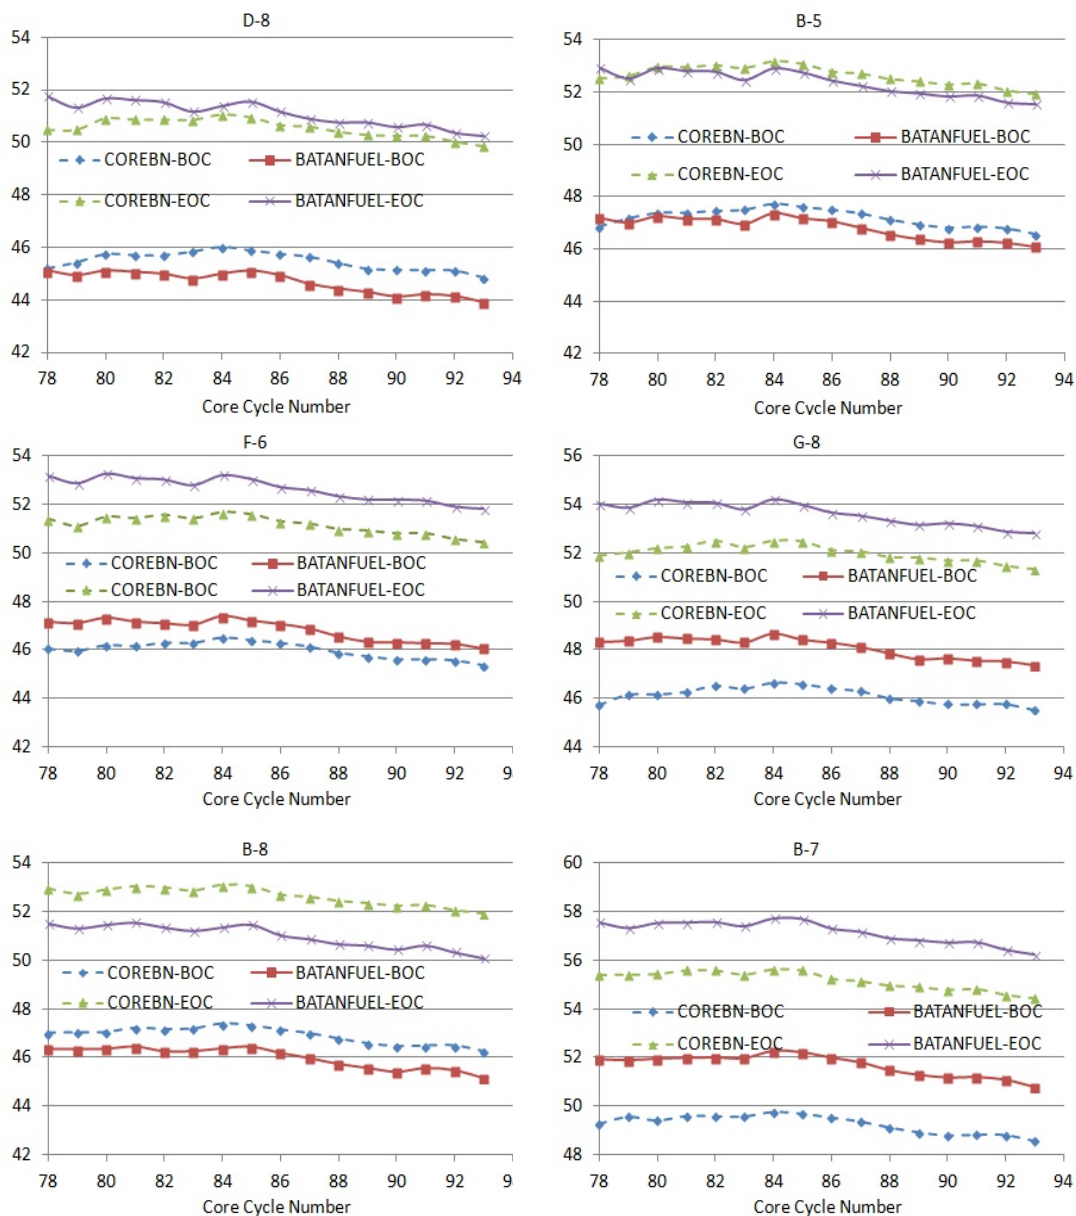 D-8
54
52
50
COREBN-BOC BATANFUEL-BOC
48
COREBN-EOC BATANFUEL-EOC
46
44
42
78 80 82 84 86 88 90 92 94
Core Cycle Number
B-5
54
52
50
COREBN-BOC BATANFUEL-BOC
COREBN-EOC BATANFUEL-EOC
48
46
44
42
78 80 82 84 86 88 90 92 94
Core Cycle Number
F-6
54
52
50
COREBN-BOC BATANFUEL-BOC
COREBN-BOC BATANFUEL-EOC
48
46
44
42
78 80 82 84 86 88 90 92 9
Core Cycle Number
G-8
56
54
52
COREBN-BOC BATANFUEL-BOC
50
COREBN-EOC BATANFUEL-EOC
48
46
44
78 80 82 84 86 88 90 92 94
Core Cycle Number
B-8
54
52
50
COREBN-BOC BATANFUEL-BOC
COREBN-EOC BATANFUEL-EOC
48
46
44
42
78 80 82 84 86 88 90 92 9
Core Cycle Number
B-7
60
58
56
54
COREBN-BOC BATANFUEL-BOC
COREBN-EOC BATANFUEL-EOC
52
50
48
78 80 82 84 86 88 90 92 94
Core Cycle Number